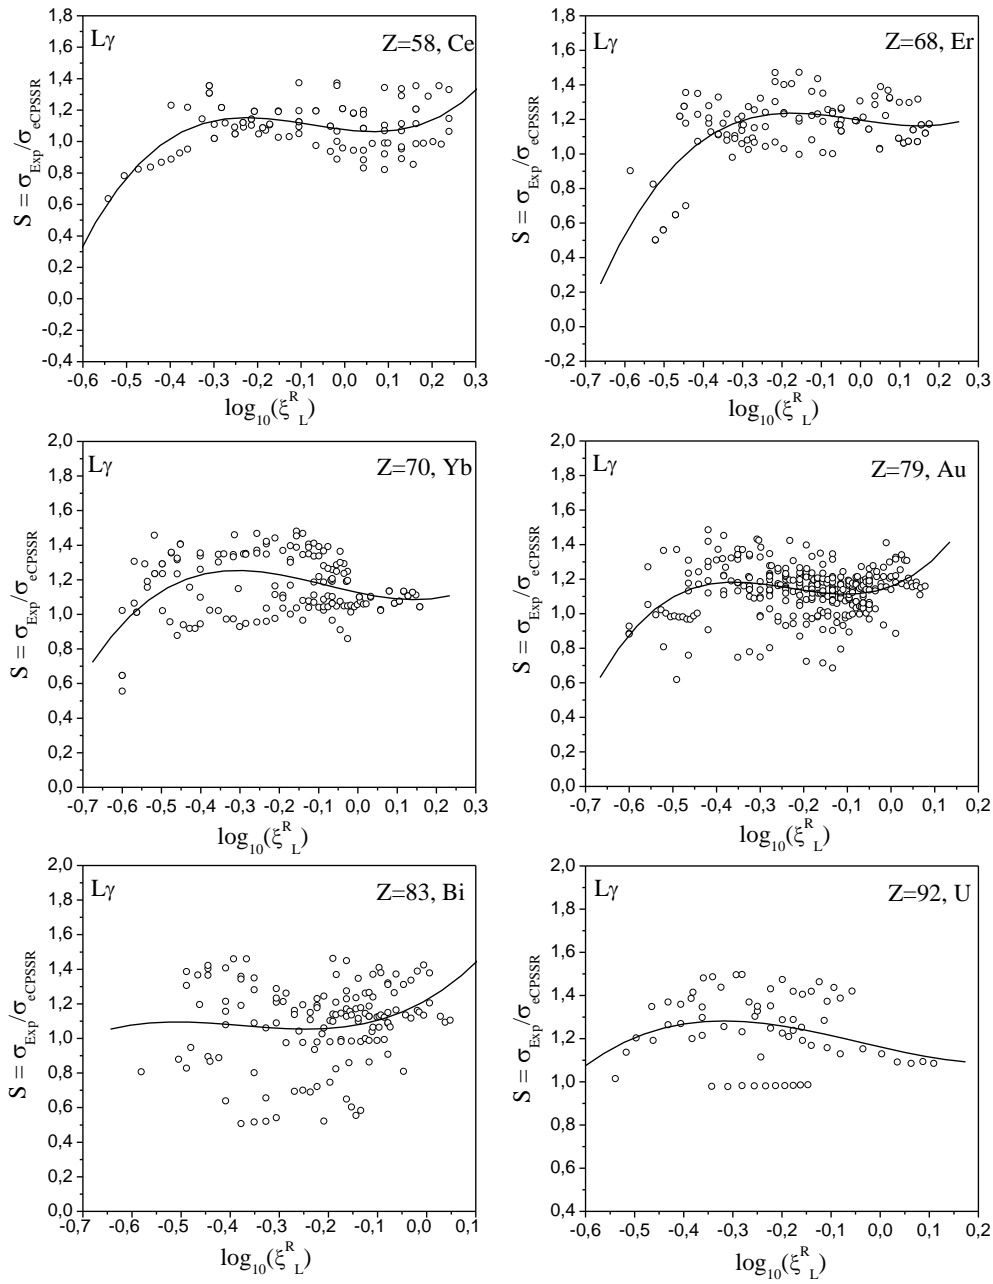 Lγ
Z=58, Ce
S = σExp/σeCPSSR
1,8
1,6
1,4
1,2
1,0
0,8
0,6
0,4
0,2
0,0
-0,2
-0,4
-0,6 -0,5 -0,4 -0,3 -0,2 -0,1 0,0 0,1 0,2 0,3
log10(ξRL)
Lγ
Z=68, Er
S = σExp/σeCPSSR
1,8
1,6
1,4
1,2
1,0
0,8
0,6
0,4
0,2
0,0
-0,2
-0,7 -0,6 -0,5 -0,4 -0,3 -0,2 -0,1 0,0 0,1 0,2 0,3
log10(ξRL)
Lγ
Z=70, Yb
S = σExp/σeCPSSR
2,0
1,8
1,6
1,4
1,2
1,0
0,8
0,6
0,4
0,2
0,0
-0,7 -0,6 -0,5 -0,4 -0,3 -0,2 -0,1 0,0 0,1 0,2 0,3
log10(ξRL)
Lγ
Z=79, Au
S = σExp/σeCPSSR
2,0
1,8
1,6
1,4
1,2
1,0
0,8
0,6
0,4
0,2
0,0
-0,7 -0,6 -0,5 -0,4 -0,3 -0,2 -0,1 0,0 0,1 0,2
log10(ξRL)
Lγ
Z=83, Bi
S = σExp/σeCPSSR
2,0
1,8
1,6
1,4
1,2
1,0
0,8
0,6
0,4
0,2
0,0
-0,7 -0,6 -0,5 -0,4 -0,3 -0,2 -0,1 0,0 0,1
log10(ξRL)
Lγ
Z=92, U
S = σExp/σeCPSSR
2,0
1,8
1,6
1,4
1,2
1,0
0,8
0,6
0,4
-0,6 -0,5 -0,4 -0,3 -0,2 -0,1 0,0 0,1 0,2
log10(ξRL)